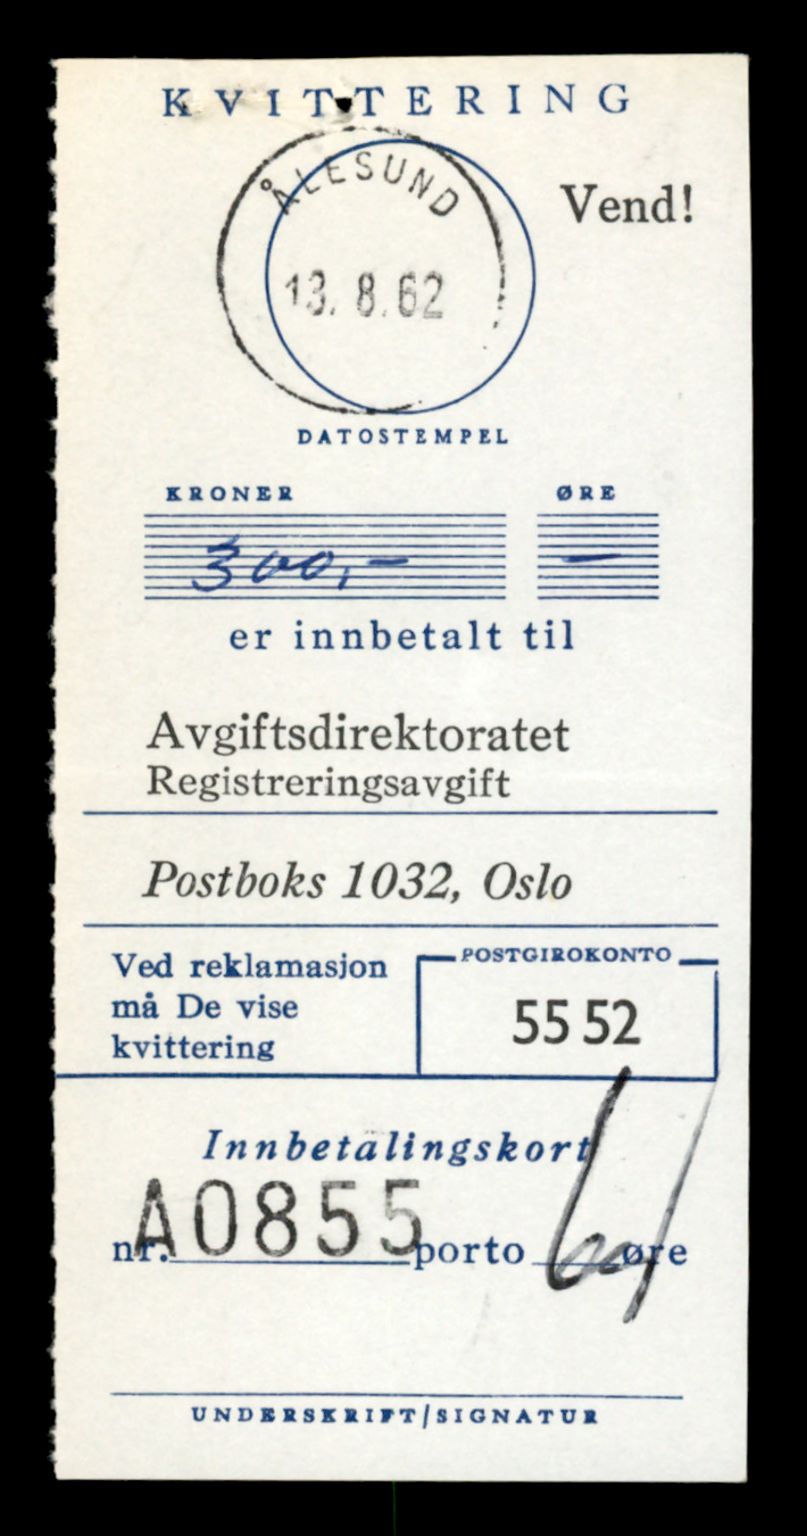 KVITTERING
ÅLESUND
Vend!
13.8.62
DATOSTEMPEL
KRONER ØRE
300,- -
er innbetalt til
Avgiftsdirektoratet
Registreringsavgift
Postboks 1032, Oslo
Ved reklamasjon
må De vise
kvittering
POSTGIROKONTO
55 52
Innbetalingskort
nr. A0855 porto øre
UNDERSKRIFT/SIGNATUR